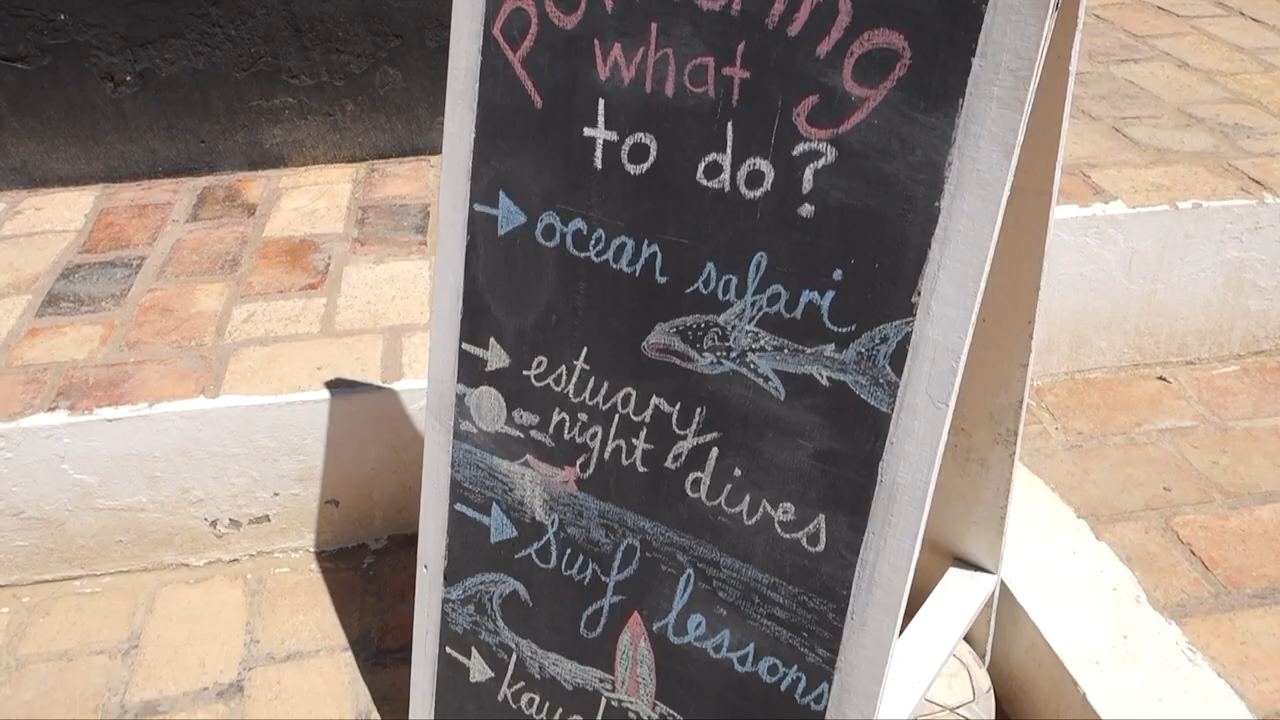 what
to do?
ocean safari
estuary
night dives
surf lessons